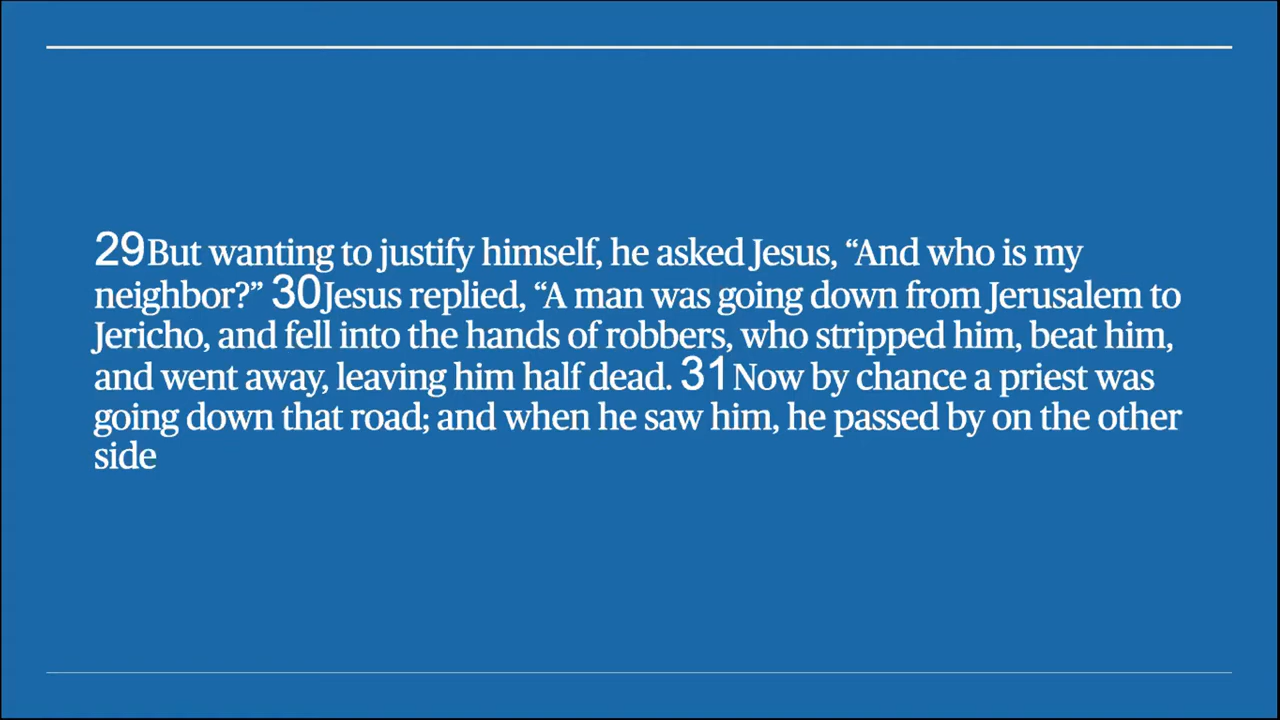 29But wanting to justify himself, he asked Jesus, “And who is my
neighbor?” 30Jesus replied, “A man was going down from Jerusalem to
Jericho, and fell into the hands of robbers, who stripped him, beat him,
and went away, leaving him half dead. 31Now by chance a priest was
going down that road; and when he saw him, he passed by on the other
side